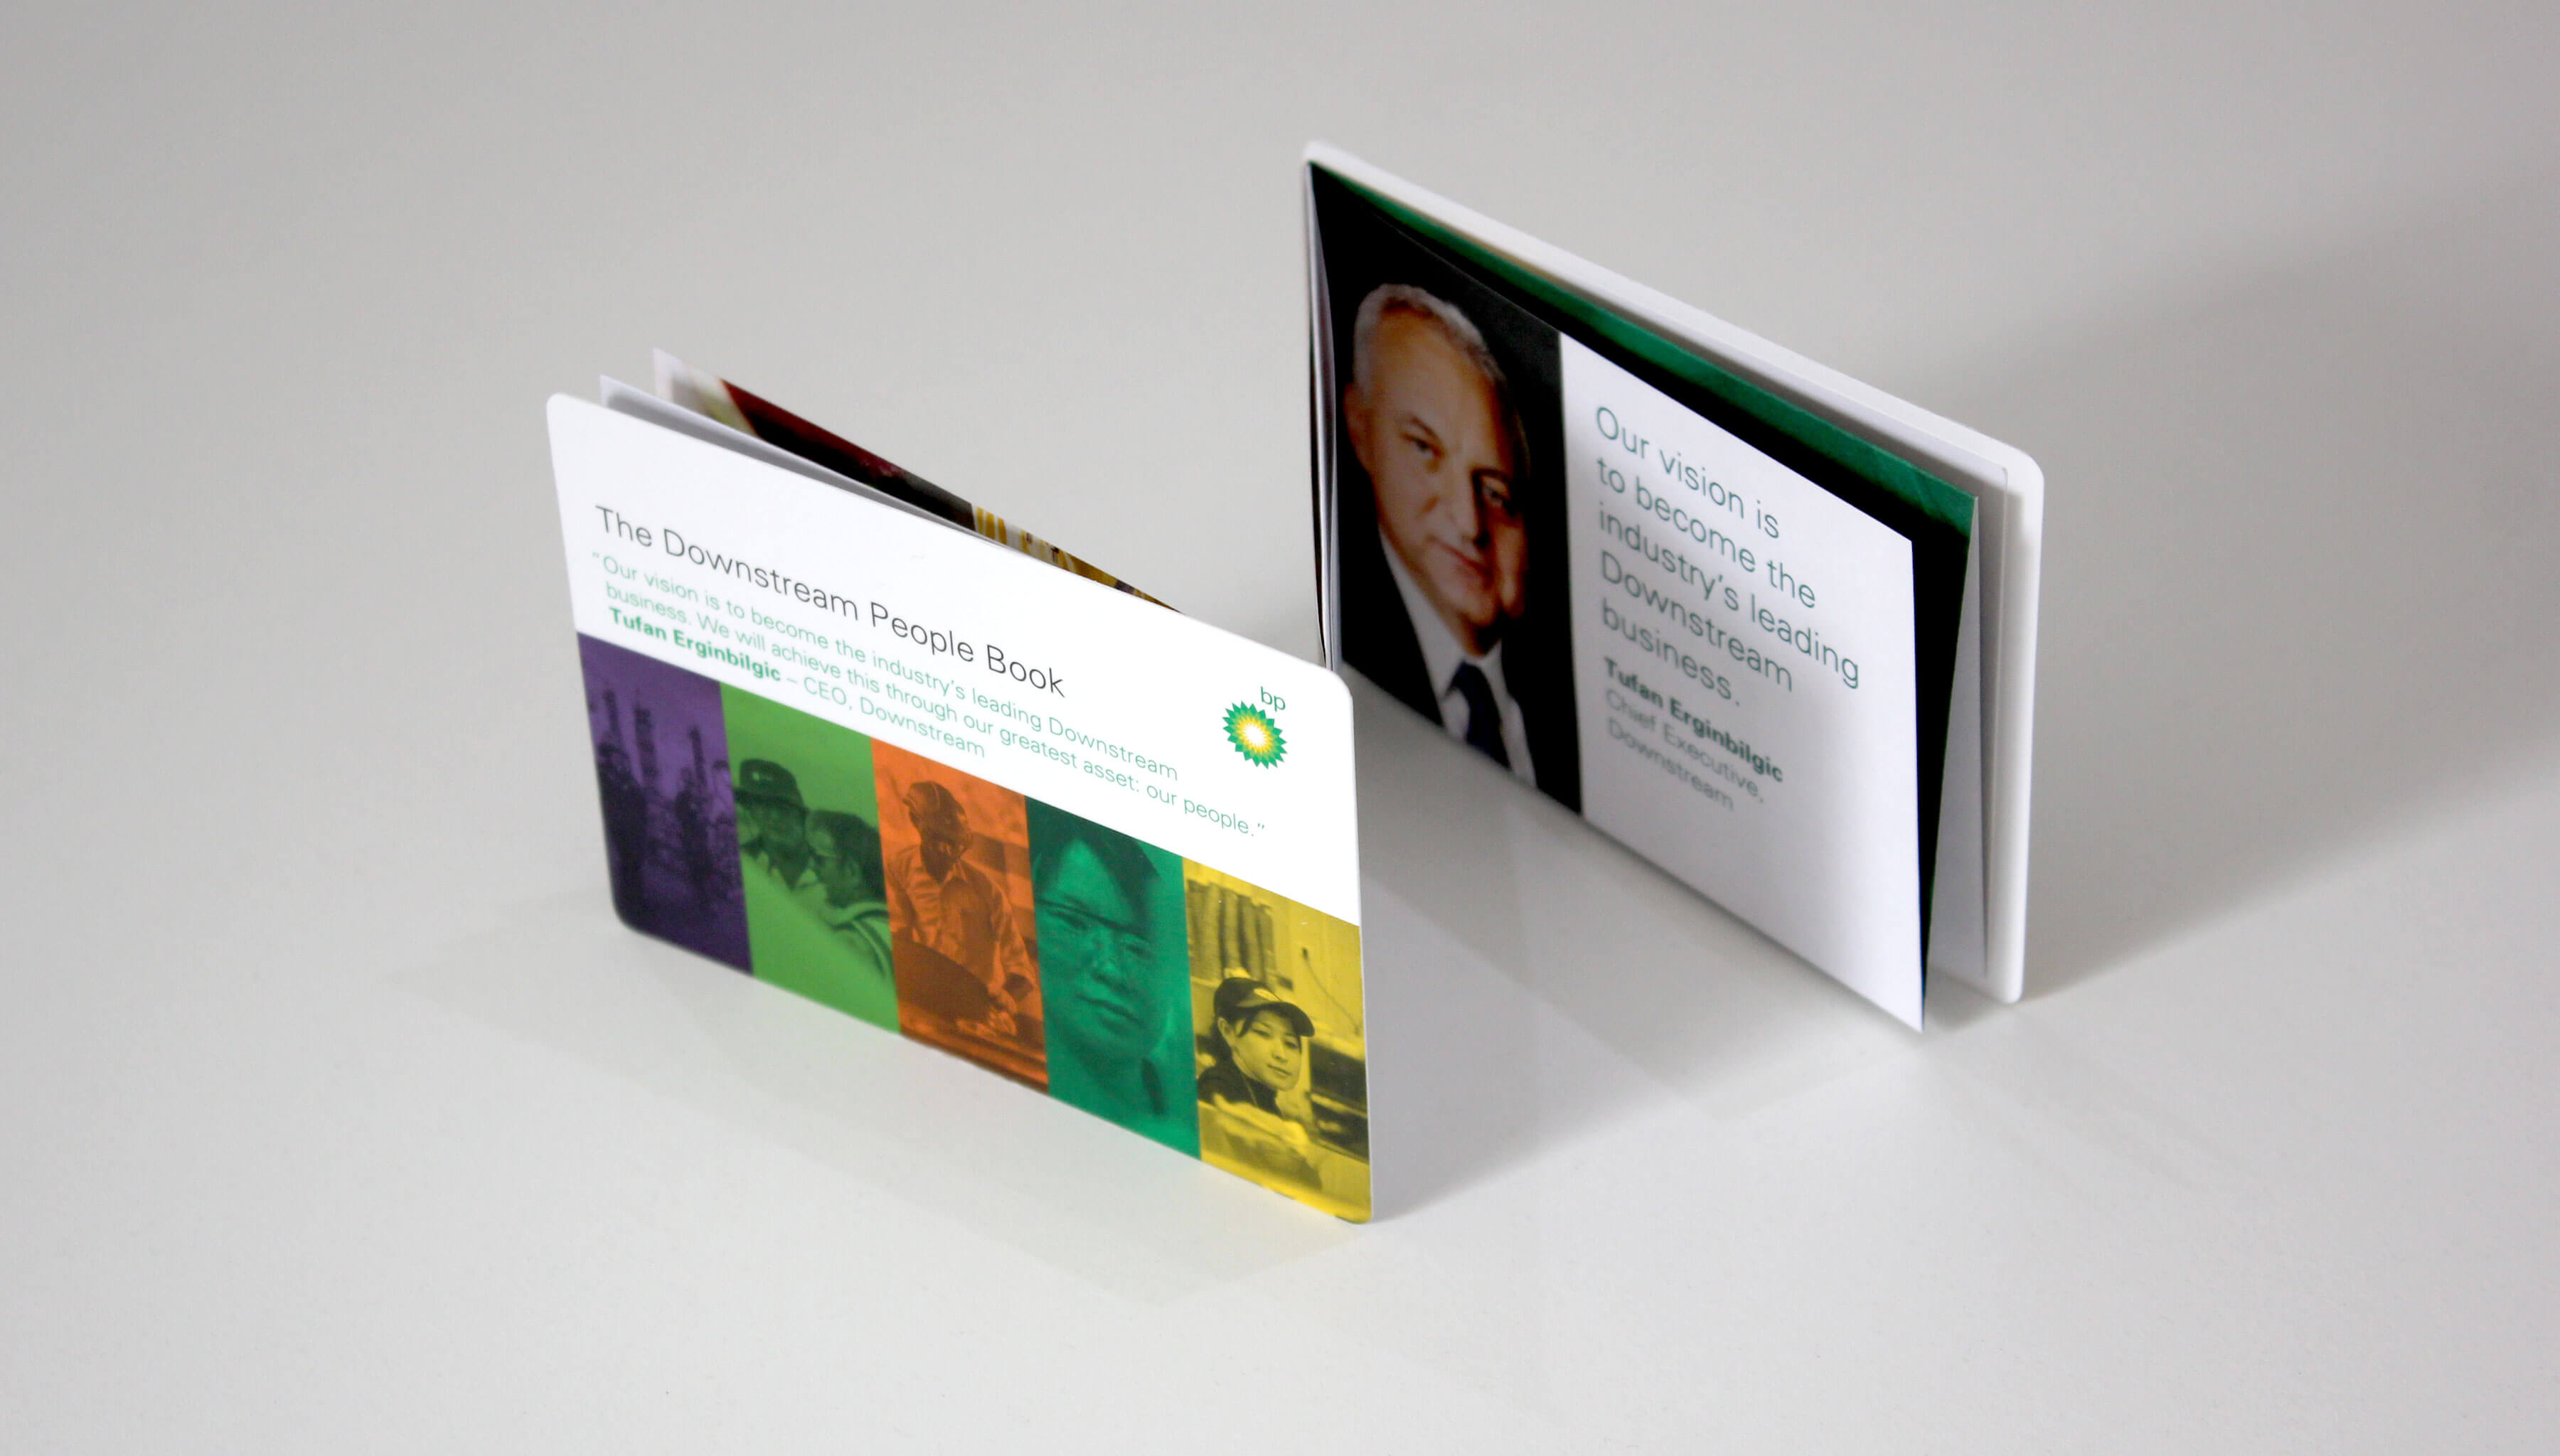 The Downstream People Book
“Our vision is to become the industry’s leading Downstream
business. We will achieve this through our greatest asset: our people.”
Tufan Erginbilgic – CEO, Downstream
bp
Our vision is
to become the
industry’s leading
Downstream
business.
Tufan Erginbilgic
Chief Executive,
Downstream